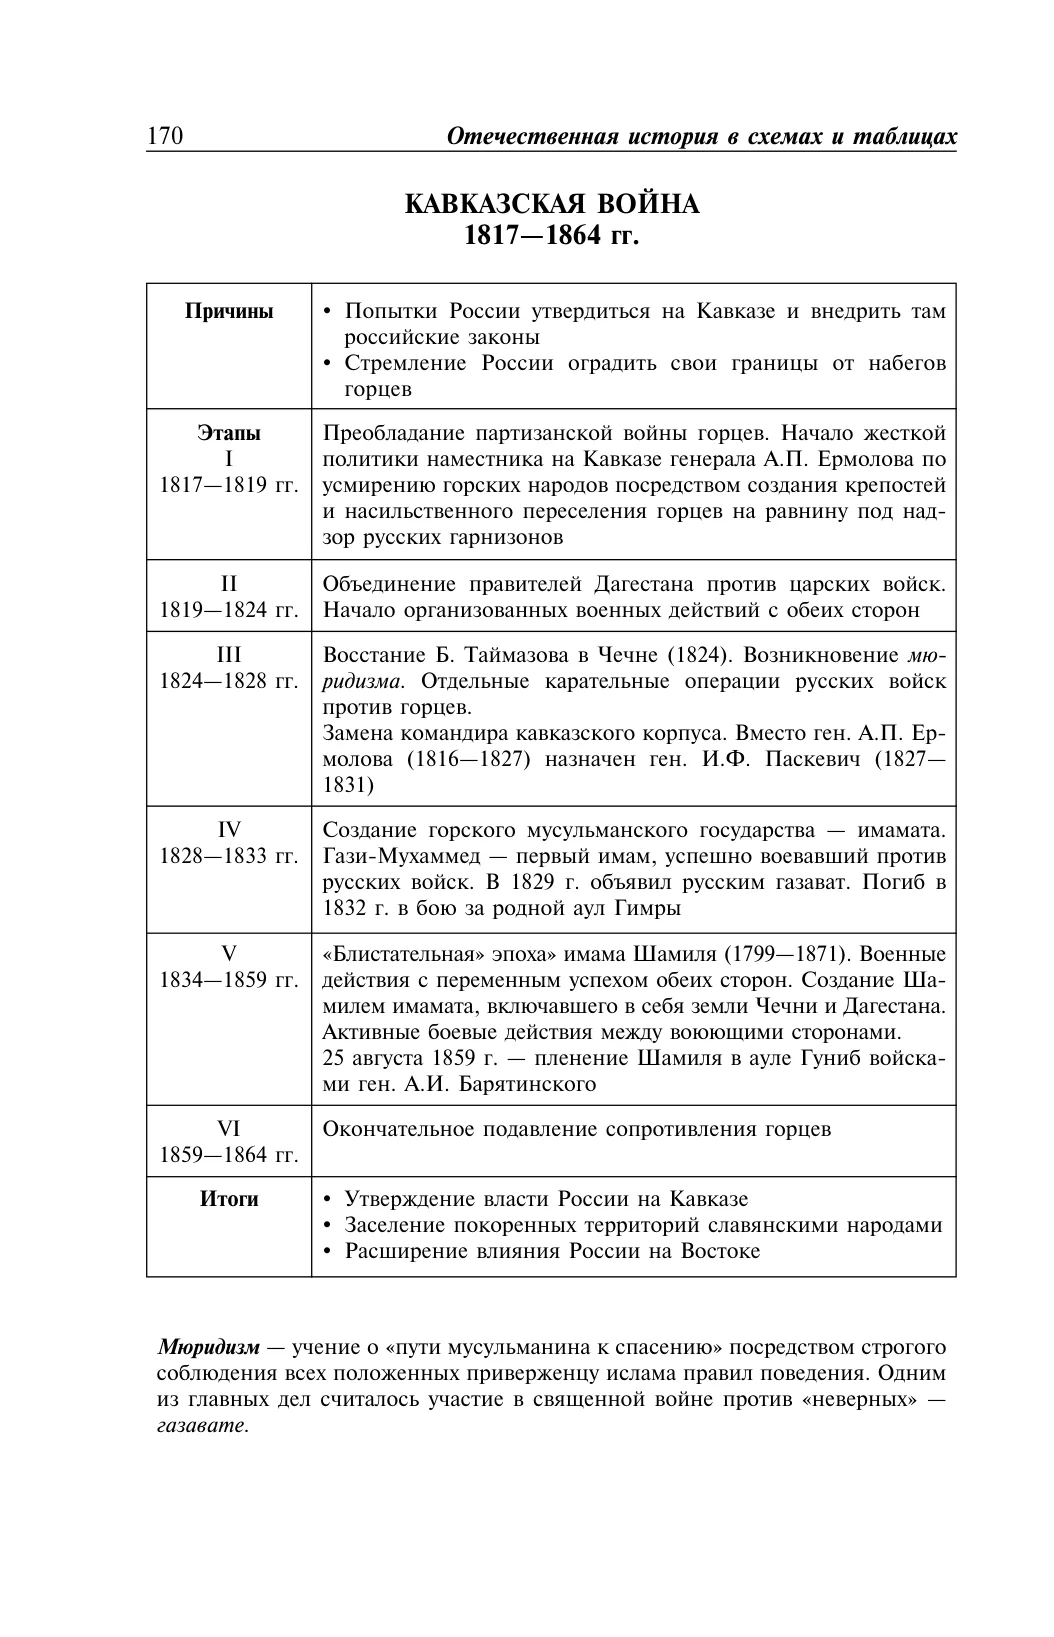 170 Отечественная история в схемах и таблицах
КАВКАЗСКАЯ ВОЙНА
1817—1864 гг.
Причины
• Попытки России утвердиться на Кавказе и внедрить там
российские законы
• Стремление России оградить свои границы от набегов
горцев
Этапы
I
1817—1819 гг.
Преобладание партизанской войны горцев. Начало жесткой
политики наместника на Кавказе генерала А.П. Ермолова по
усмирению горских народов посредством создания крепостей
и насильственного переселения горцев на равнину под над-
зор русских гарнизонов
II
1819—1824 гг.
Объединение правителей Дагестана против царских войск.
Начало организованных военных действий с обеих сторон
III
1824—1828 гг.
Восстание Б. Таймазова в Чечне (1824). Возникновение мю-
ридизма. Отдельные карательные операции русских войск
против горцев.
Замена командира кавказского корпуса. Вместо ген. А.П. Ер-
молова (1816—1827) назначен ген. И.Ф. Паскевич (1827—
1831)
IV
1828—1833 гг.
Создание горского мусульманского государства — имамата.
Гази-Мухаммед — первый имам, успешно воевавший против
русских войск. В 1829 г. объявил русским газават. Погиб в
1832 г. в бою за родной аул Гимры
V
1834—1859 гг.
«Блистательная» эпоха» имама Шамиля (1799—1871). Военные
действия с переменным успехом обеих сторон. Создание Ша-
милем имамата, включавшего в себя земли Чечни и Дагестана.
Активные боевые действия между воюющими сторонами.
25 августа 1859 г. — пленение Шамиля в ауле Гуниб войска-
ми ген. А.И. Барятинского
VI
1859—1864 гг.
Окончательное подавление сопротивления горцев
Итоги
• Утверждение власти России на Кавказе
• Заселение покоренных территорий славянскими народами
• Расширение влияния России на Востоке
Мюридизм — учение о «пути мусульманина к спасению» посредством строгого
соблюдения всех положенных приверженцу ислама правил поведения. Одним
из главных дел считалось участие в священной войне против «неверных» —
газавате.